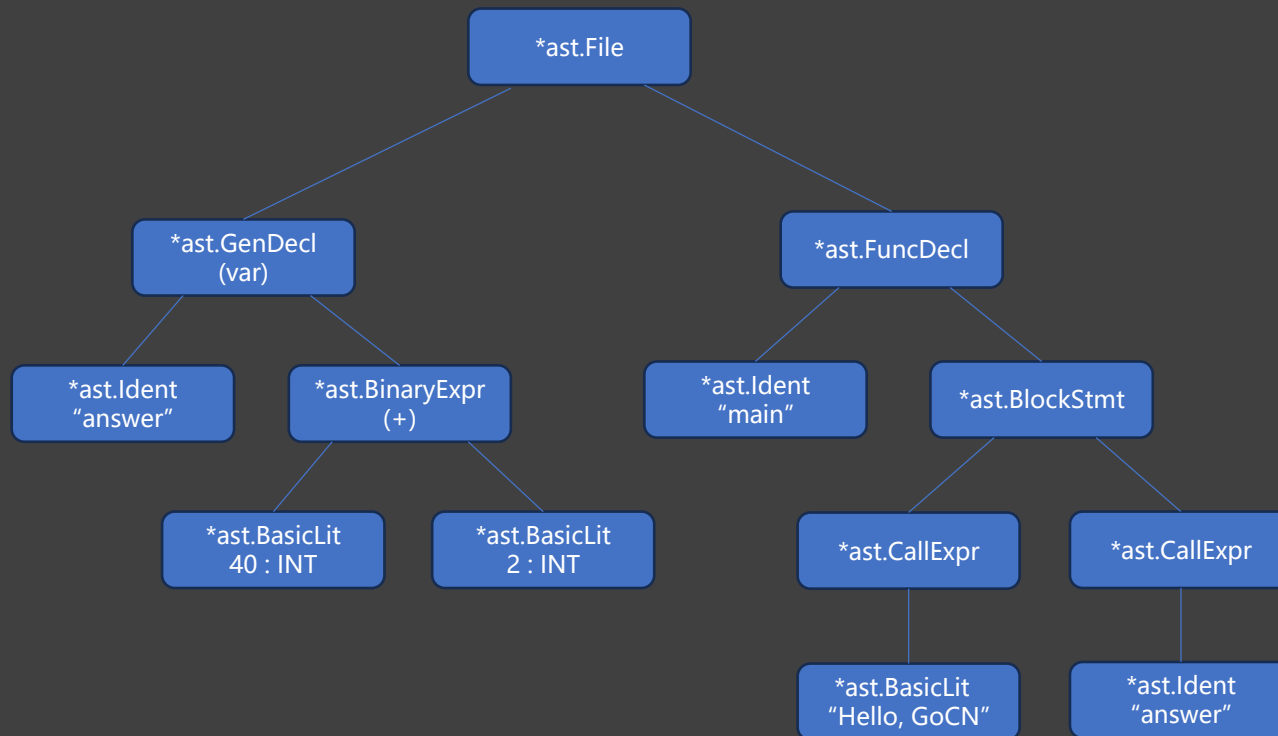 *ast.File
*ast.GenDecl
(var)
*ast.FuncDecl
*ast.Ident
“answer”
*ast.BinaryExpr
(+)
*ast.Ident
“main”
*ast.BlockStmt
*ast.BasicLit
40 : INT
*ast.BasicLit
2 : INT
*ast.CallExpr
*ast.CallExpr
*ast.BasicLit
“Hello, GoCN”
*ast.Ident
“answer”